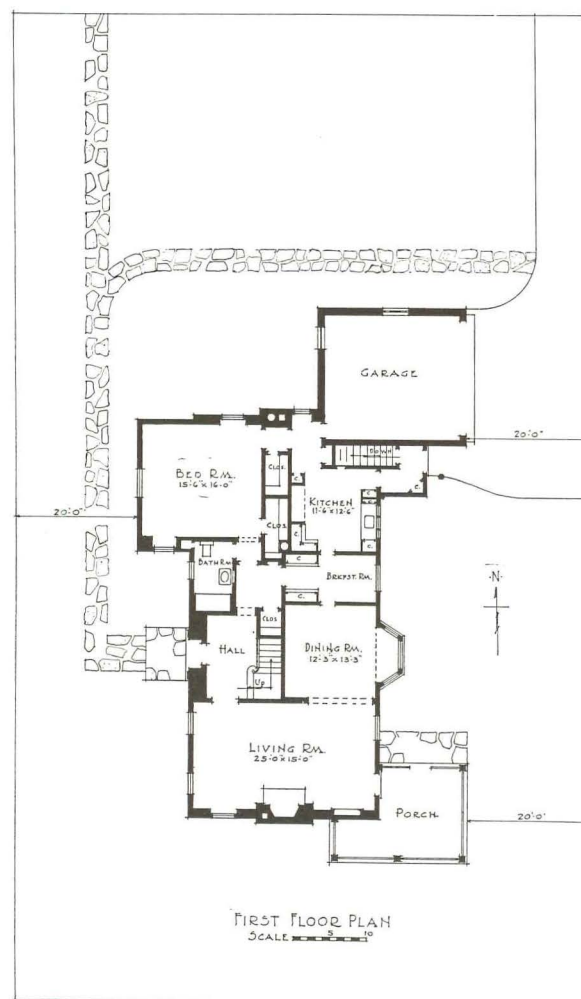 GARAGE
20'-0"
DOWN
BED RM.
15'-6" x 16'-0"
CLOS.
C.
KITCHEN
11'-6" x 12'-6"
C.
C.
C.
CLOS.
C.
20'-0"
BATH RM.
C.
BRKFST. RM.
C.
N
CLOS
HALL
DINING RM.
12'-3" x 13'-3"
UP
LIVING RM.
25'-0" x 15'-0"
PORCH
20'-0"
FIRST FLOOR PLAN
SCALE 5 10